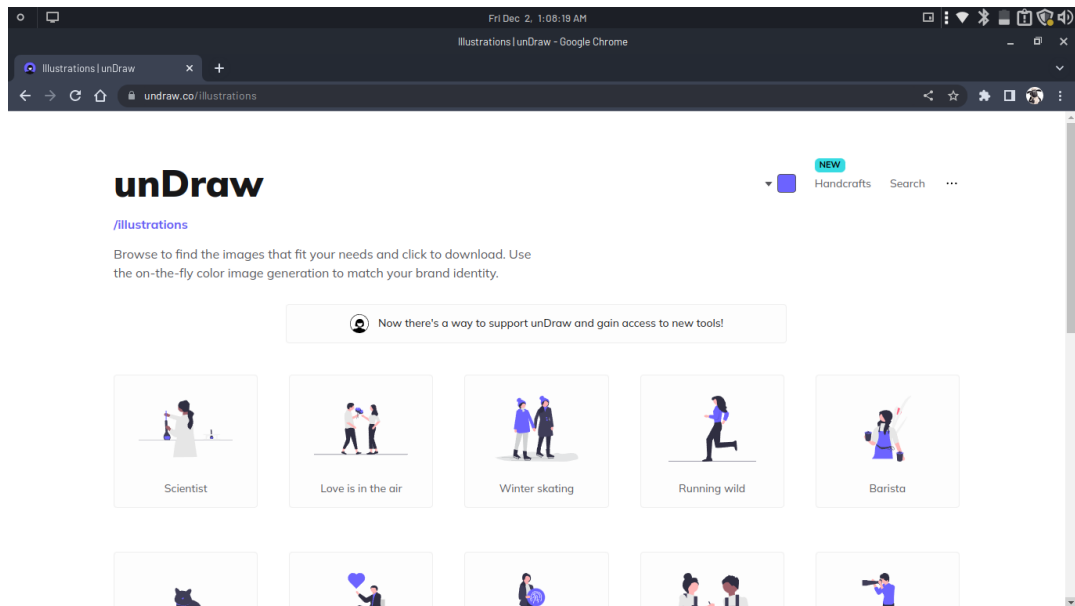 Fri Dec 2, 1:08:19 AM
Illustrations | unDraw - Google Chrome
Illustrations | unDraw
undraw.co/illustrations
NEW
unDraw
Handcrafts Search
/illustrations
Browse to find the images that fit your needs and click to download. Use
the on-the-fly color image generation to match your brand identity.
Now there's a way to support unDraw and gain access to new tools!
Scientist
Love is in the air
Winter skating
Running wild
Barista